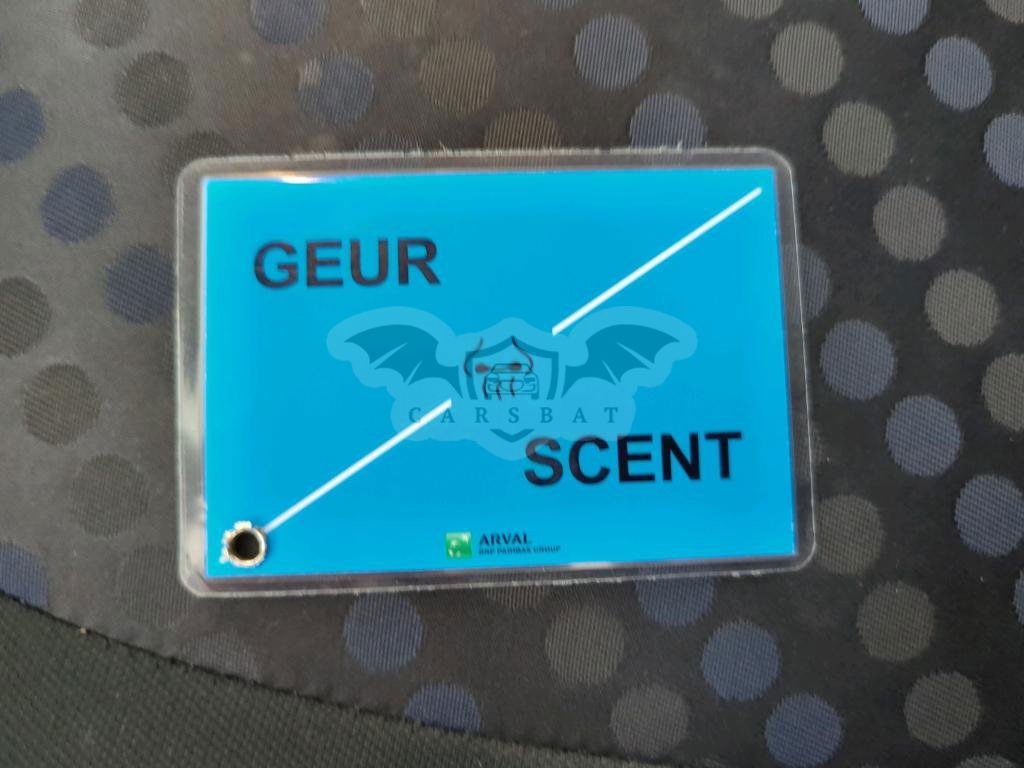 GEUR
CARSBAT
SCENT
ARVAL
BNP PARIBAS GROUP